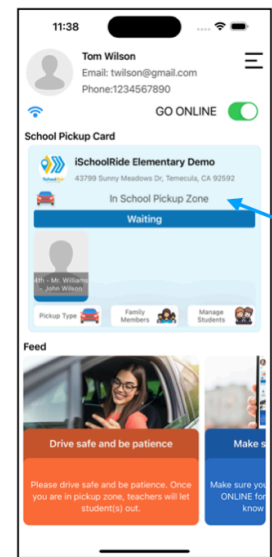 11:38
Tom Wilson
Email: twilson@gmail.com
Phone:1234567890
GO ONLINE
School Pickup Card
iSchoolRide Elementary Demo
43799 Sunny Meadows Dr, Temecula, CA 92592
In School Pickup Zone
Waiting
4th - Mr. Williams
- John Wilson
Pickup Type
Family
Members
Manage
Students
Feed
Drive safe and be patience
Make s
Please drive safe and be patience. Once
you are in pickup zone, teachers will let
student(s) out.
Make sure you
ONLINE for
know